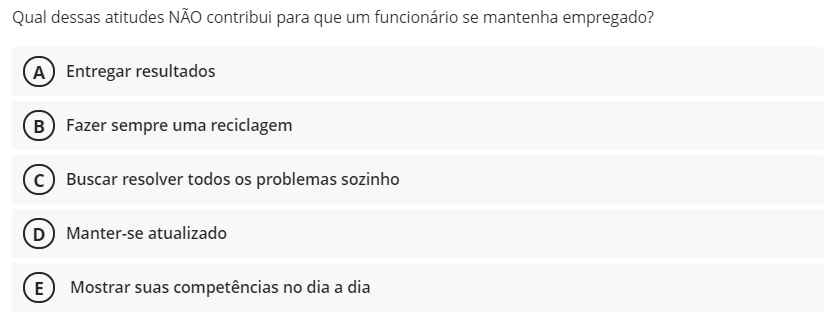 Qual dessas atitudes NÃO contribui para que um funcionário se mantenha empregado?
A Entregar resultados
B Fazer sempre uma reciclagem
C Buscar resolver todos os problemas sozinho
D Manter-se atualizado
E Mostrar suas competências no dia a dia